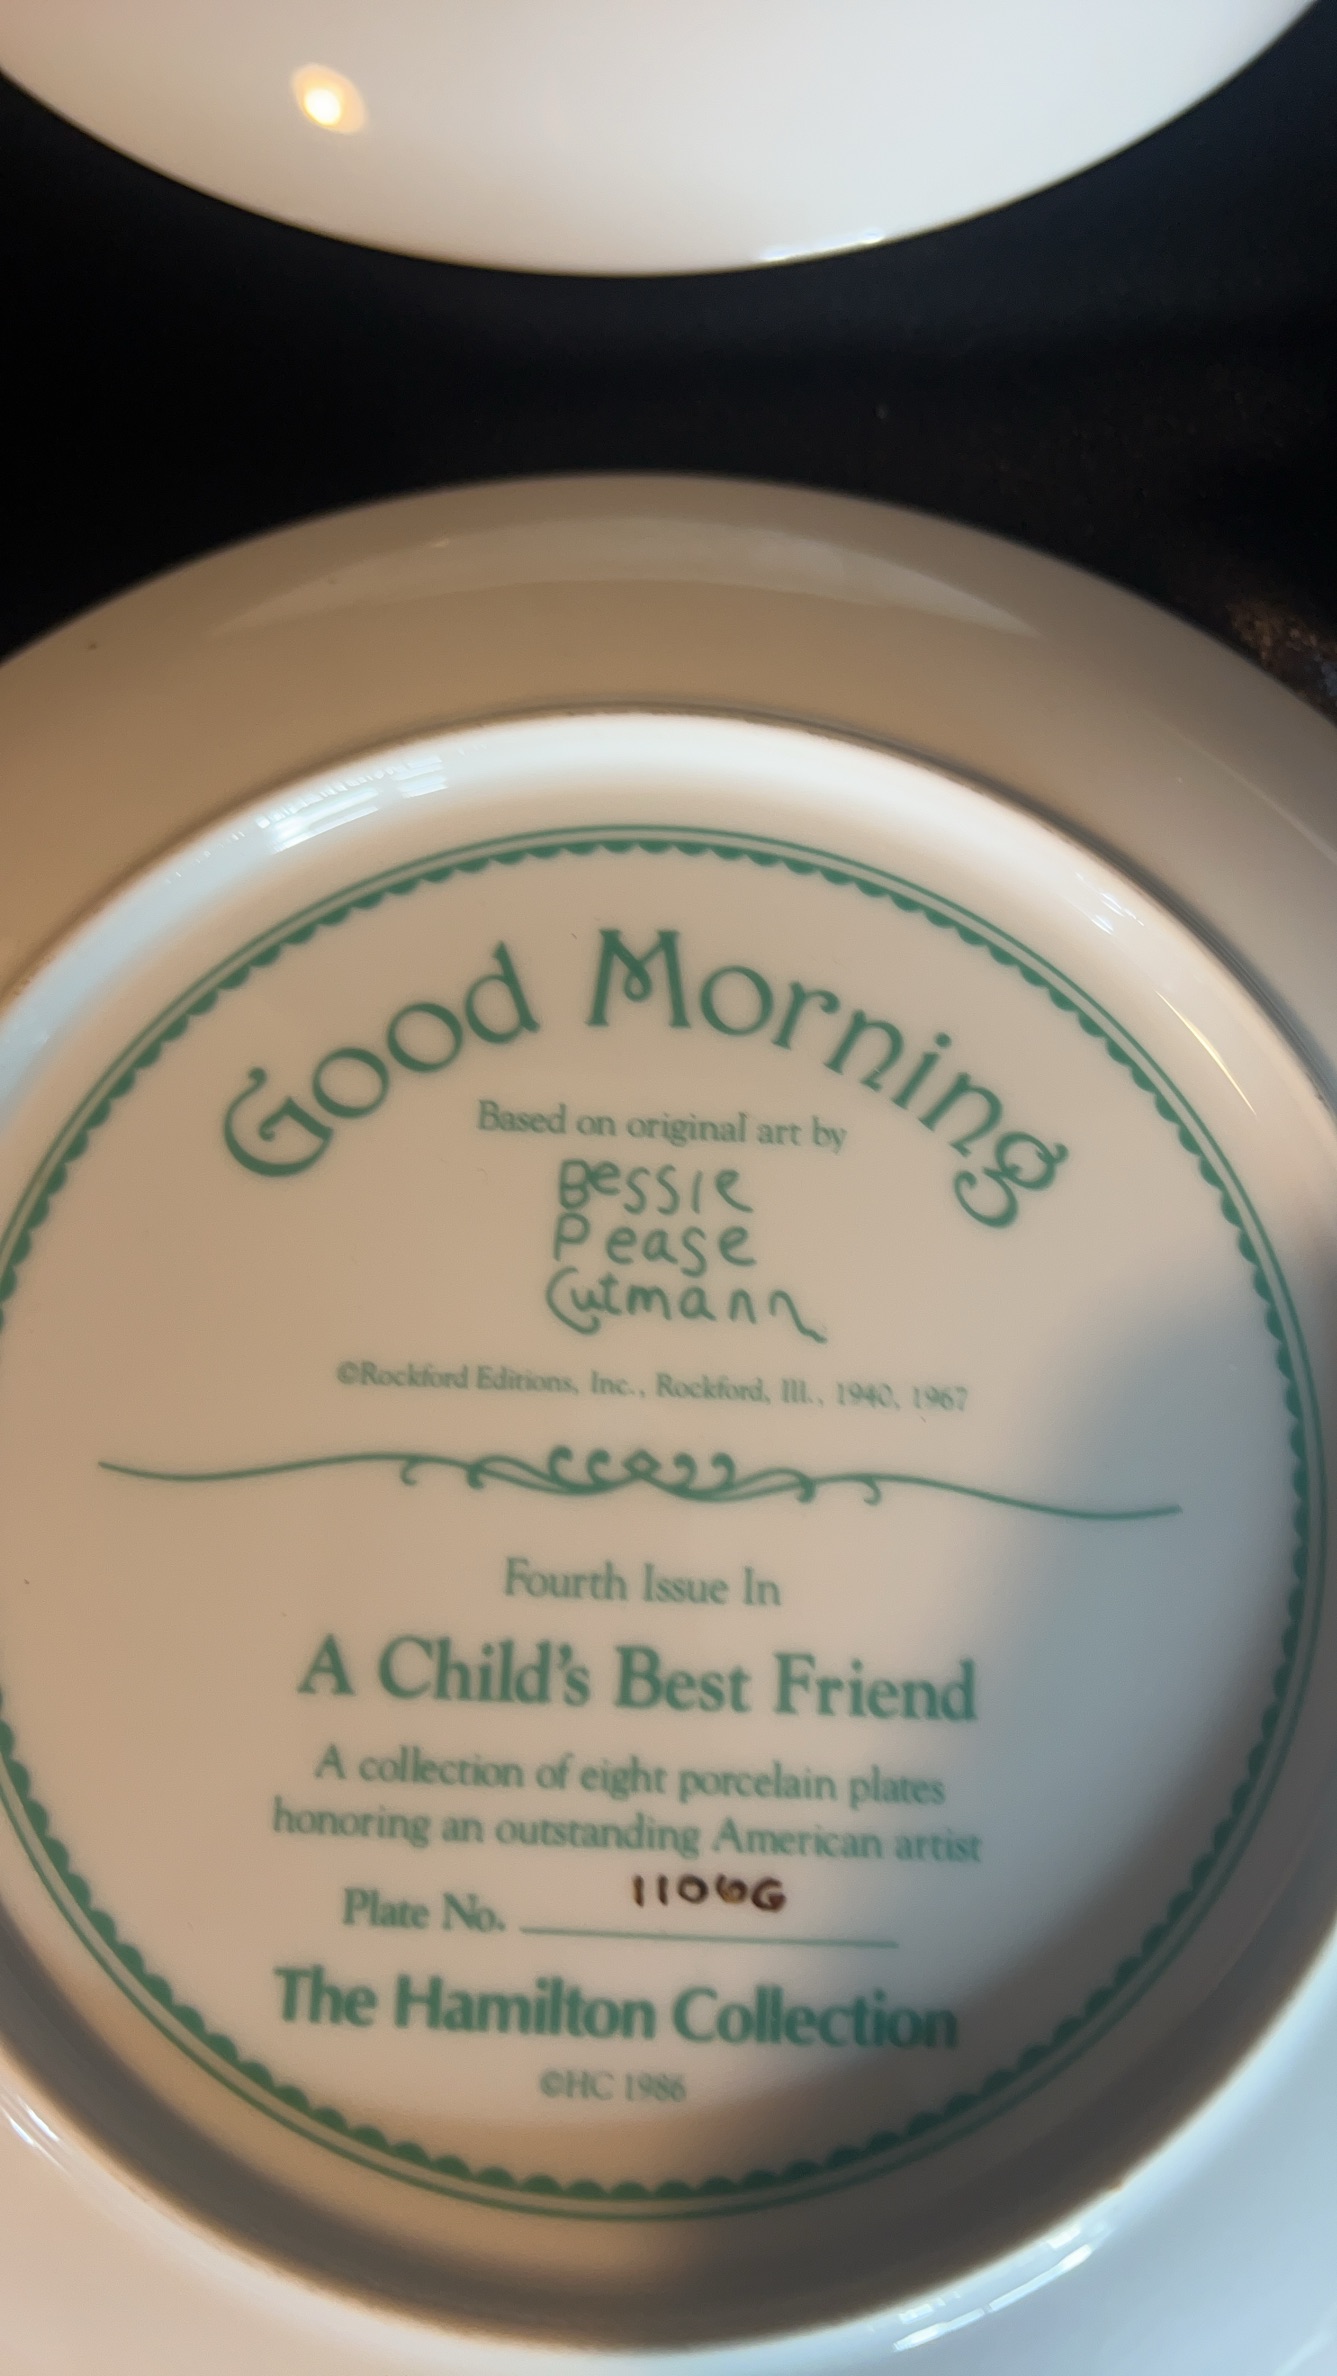 Good Morning
Based on original art by
Bessie
Pease
Gutmann
©Rockford Editions, Inc., Rockford, Ill., 1940, 1967
Fourth Issue In
A Child's Best Friend
A collection of eight porcelain plates
honoring an outstanding American artist
Plate No. 1106G
The Hamilton Collection
©HC 1986